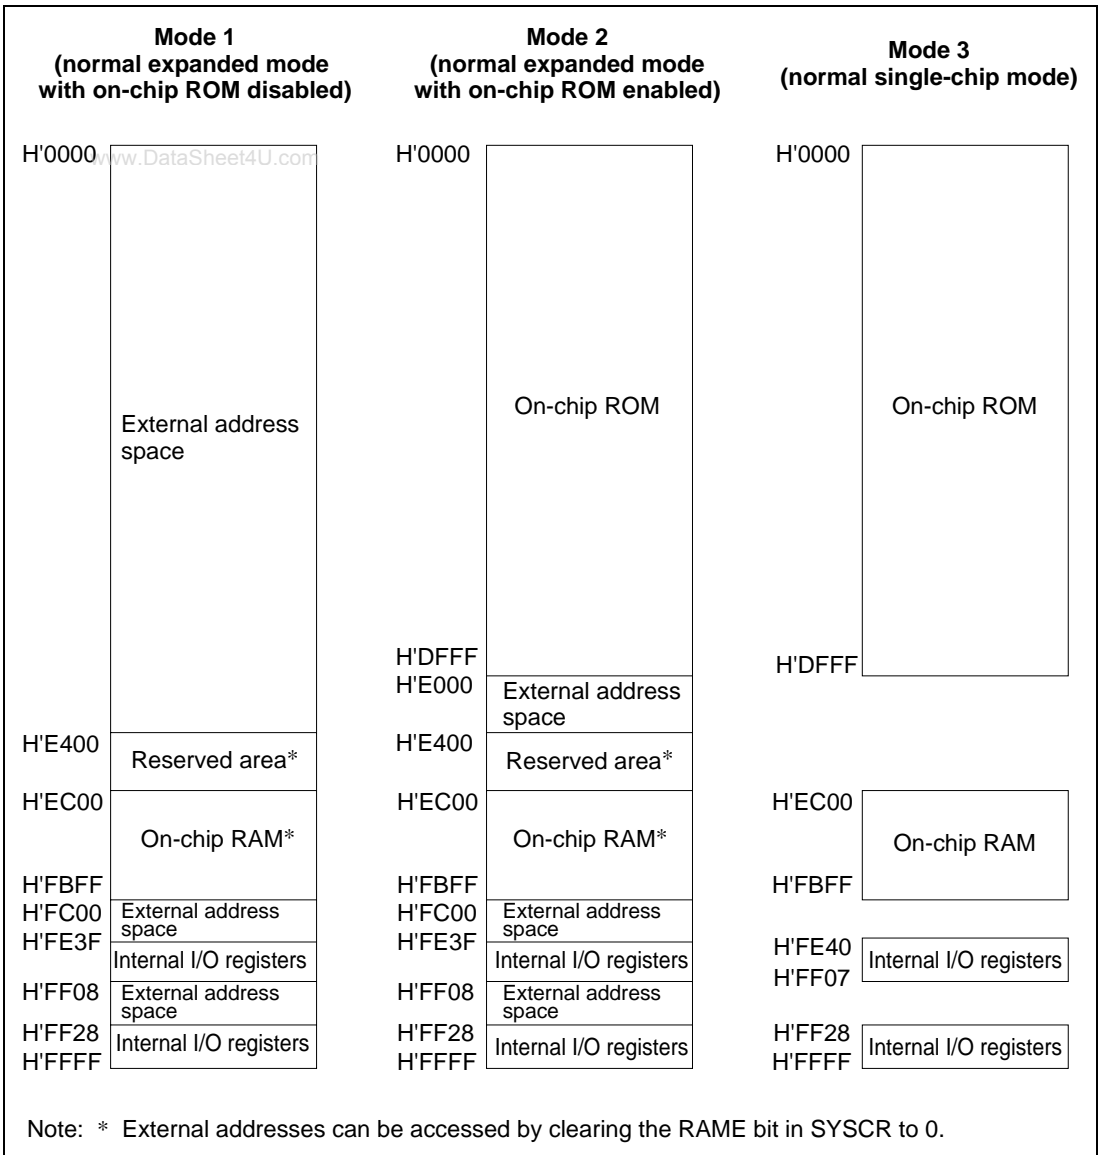 Mode 1
(normal expanded mode
with on-chip ROM disabled)
H'0000
www.DataSheet4U.com
External address
space
H'E400
Reserved area*
H'EC00
On-chip RAM*
H'FBFF
H'FC00
External address
space
H'FE3F
Internal I/O registers
H'FF08
External address
space
H'FF28
Internal I/O registers
H'FFFF
Mode 2
(normal expanded mode
with on-chip ROM enabled)
H'0000
On-chip ROM
H'DFFF
H'E000
External address
space
H'E400
Reserved area*
H'EC00
On-chip RAM*
H'FBFF
H'FC00
External address
space
H'FE3F
Internal I/O registers
H'FF08
External address
space
H'FF28
Internal I/O registers
H'FFFF
Mode 3
(normal single-chip mode)
H'0000
On-chip ROM
H'DFFF
H'EC00
On-chip RAM
H'FBFF
H'FE40
Internal I/O registers
H'FF07
H'FF28
Internal I/O registers
H'FFFF
Note: * External addresses can be accessed by clearing the RAME bit in SYSCR to 0.